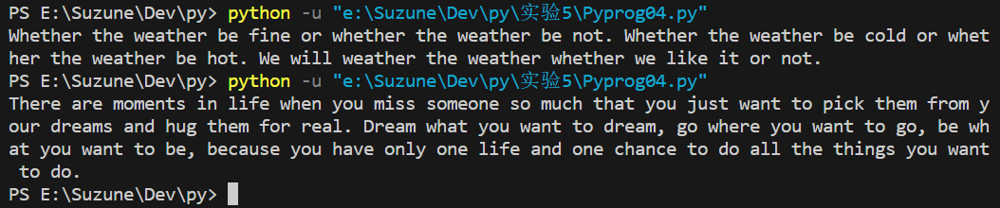 PS E:\Suzune\Dev\py> python -u "e:\Suzune\Dev\py\实验5\Pyprog04.py"
Whether the weather be fine or whether the weather be not. Whether the weather be cold or whet
her the weather be hot. We will weather the weather whether we like it or not.
PS E:\Suzune\Dev\py> python -u "e:\Suzune\Dev\py\实验5\Pyprog04.py"
There are moments in life when you miss someone so much that you just want to pick them from y
our dreams and hug them for real. Dream what you want to dream, go where you want to go, be wh
at you want to be, because you have only one life and one chance to do all the things you want
 to do.
PS E:\Suzune\Dev\py>